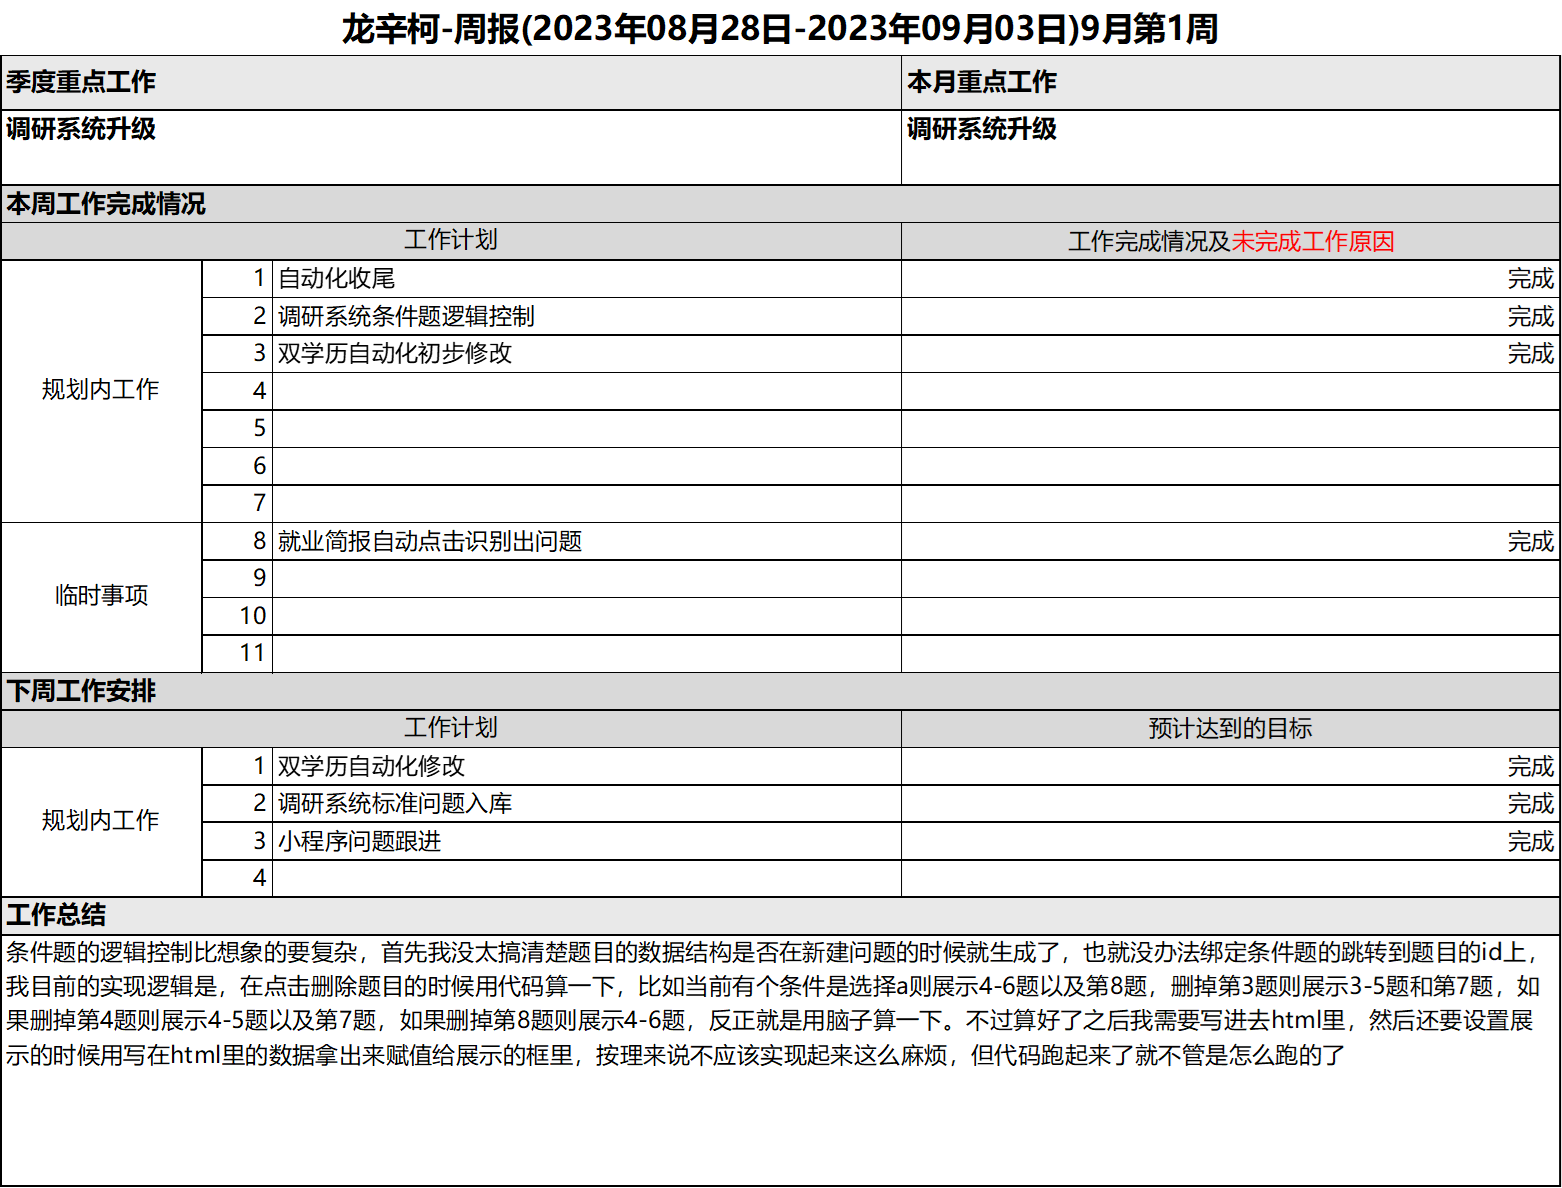 龙辛柯-周报(2023年08月28日-2023年09月03日)9月第1周
季度重点工作 本月重点工作
调研系统升级 调研系统升级
本周工作完成情况
工作计划 工作完成情况及未完成工作原因
规划内工作
1 自动化收尾 完成
2 调研系统条件题逻辑控制 完成
3 双学历自动化初步修改 完成
4
5
6
7
临时事项
8 就业简报自动点击识别出问题 完成
9
10
11
下周工作安排
工作计划 预计达到的目标
规划内工作
1 双学历自动化修改 完成
2 调研系统标准问题入库 完成
3 小程序问题跟进 完成
4
工作总结
条件题的逻辑控制比想象的要复杂，首先我没太搞清楚题目的数据结构是否在新建问题的时候就生成了，也就没办法绑定条件题的跳转到题目的id上，
我目前的实现逻辑是，在点击删除题目的时候用代码算一下，比如当前有个条件是选择a则展示4-6题以及第8题，删掉第3题则展示3-5题和第7题，如
果删掉第4题则展示4-5题以及第7题，如果删掉第8题则展示4-6题，反正就是用脑子算一下。不过算好了之后我需要写进去html里，然后还要设置展
示的时候用写在html里的数据拿出来赋值给展示的框里，按理来说不应该实现起来这么麻烦，但代码跑起来了就不管是怎么跑的了